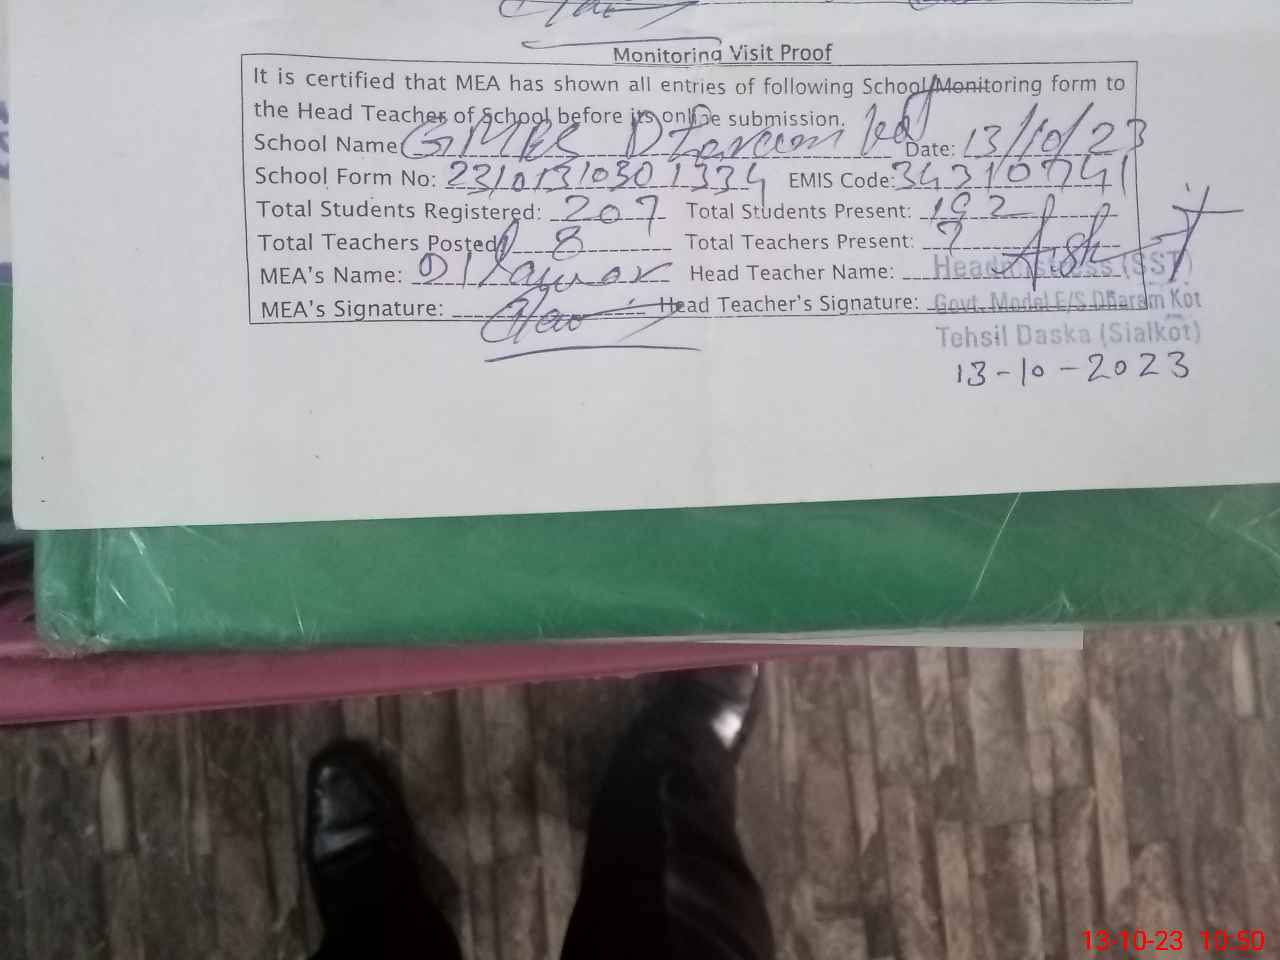 Monitoring Visit Proof
It is certified that MEA has shown all entries of following School Monitoring form to
the Head Teacher of School before its online submission.
School Name GMES Dharam Kot Date: 13/10/23
School Form No: 23101310301334 EMIS Code: 34310741
Total Students Registered: 207 Total Students Present: 192
Total Teachers Posted 8 Total Teachers Present:
MEA's Name: Head Teacher Name:
Headmistress (SST)
MEA's Signature: Head Teacher's Signature:
Govt. Model E/S Dharam Kot
Tehsil Daska (Sialkot)
13-10-2023
13-10-23 10:50